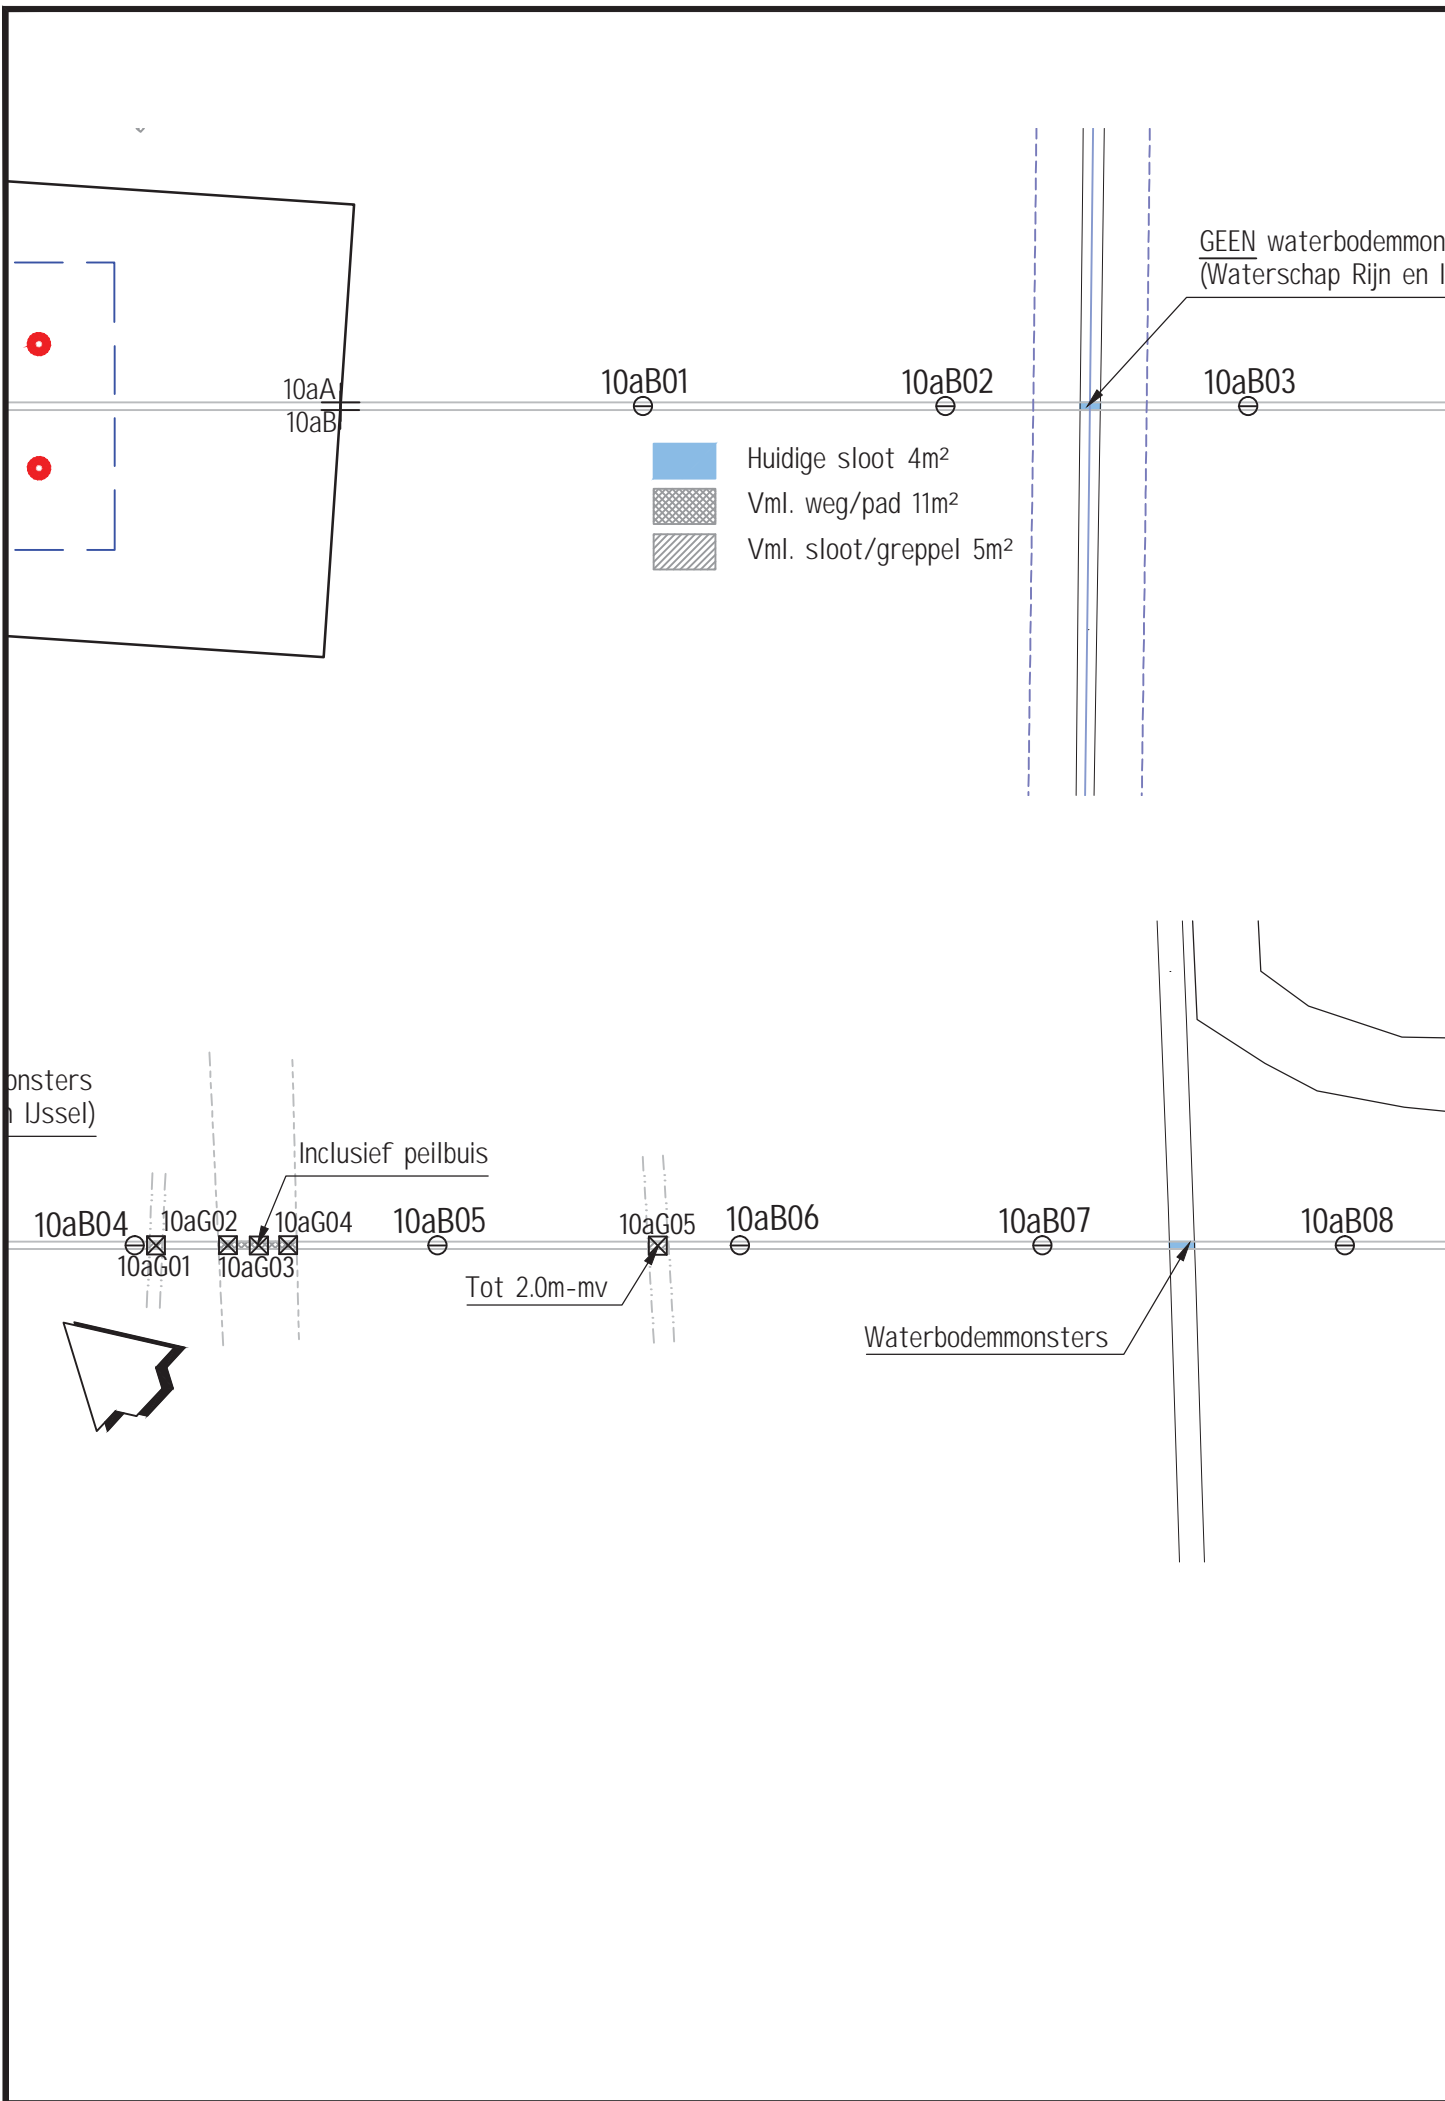 GEEN waterbodemmon
(Waterschap Rijn en I
10aA
10aB
10aB01
10aB02
10aB03
Huidige sloot 4m²
Vml. weg/pad 11m²
Vml. sloot/greppel 5m²
onsters
n IJssel)
Inclusief peilbuis
10aB04
10aG01
10aG02
10aG03
10aG04
10aB05
10aG05
10aB06
10aB07
10aB08
Tot 2.0m-mv
Waterbodemmonsters